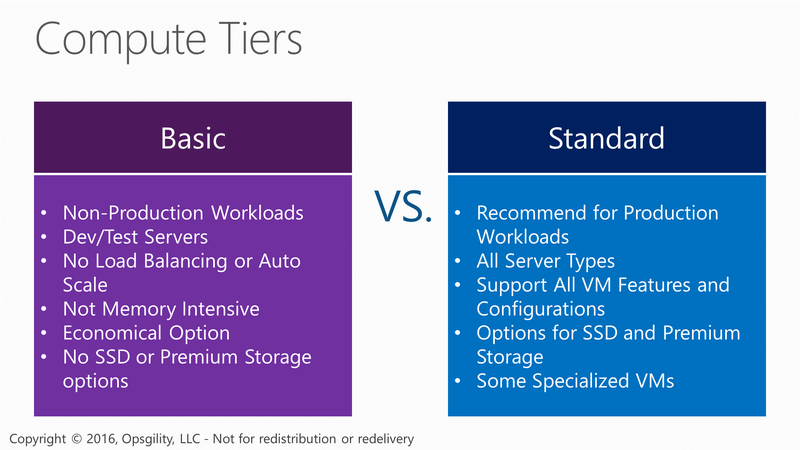 Compute Tiers
Basic
• Non-Production Workloads
• Dev/Test Servers
• No Load Balancing or Auto
Scale
• Not Memory Intensive
• Economical Option
• No SSD or Premium Storage
options
VS.
Standard
• Recommend for Production
Workloads
• All Server Types
• Support All VM Features and
Configurations
• Options for SSD and Premium
Storage
• Some Specialized VMs
Copyright © 2016, Opsgility, LLC - Not for redistribution or redelivery